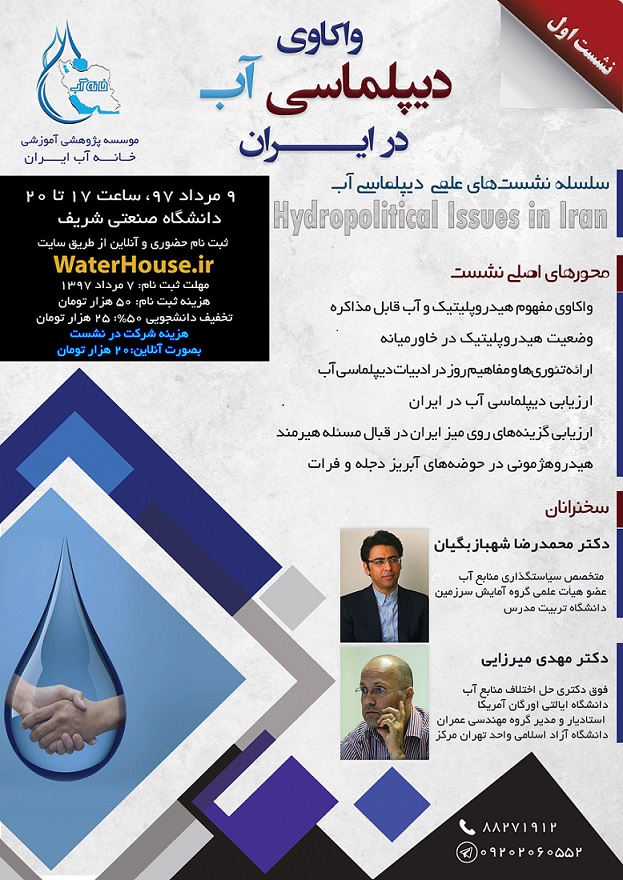 نشست اول
واکاوی
دیپلماسی آب
در ایـــــران
خانه آب
موسسه پژوهشی آموزشی
خـانـــه آب ایـــران
سلسله نشست‌های علمی دیپلماسی آب
Hydropolitical Issues in Iran
۹ مرداد ۹۷، ساعت ۱۷ تا ۲۰
دانشگاه صنعتی شریف
ثبت نام حضوری و آنلاین از طریق سایت
WaterHouse.ir
مهلت ثبت نام: ۷ مرداد ۱۳۹۷
هزینه ثبت نام: ۵۰ هزار تومان
تخفیف دانشجویی ۵۰%: ۲۵ هزار تومان
هزینه شرکت در نشست
بصورت آنلاین:۲۰ هزار تومان
محورهای اصلی نشست
واکاوی مفهوم هیدروپلیتیک و آب قابل مذاکره
وضعیت هیدروپلیتیک در خاورمیانه
ارائه تئوری‌ها و مفاهیم روز در ادبیات دیپلماسی آب
ارزیابی دیپلماسی آب در ایران
ارزیابی گزینه‌های روی میز ایران در قبال مسئله هیرمند
هیدروهژمونی در حوضه‌های آبریز دجله و فرات
سخنرانان
دکتر محمدرضا شهبازبگیان
متخصص سیاستگذاری منابع آب
عضو هیأت علمی گروه آمایش سرزمین
دانشگاه تربیت مدرس
دکتر مهدی میرزایی
فوق دکتری حل اختلاف منابع آب
دانشگاه ایالتی اورگان آمریکا
استادیار و مدیر گروه مهندسی عمران
دانشگاه آزاد اسلامی واحد تهران مرکز
۸۸۲۷۱۹۱۲
۰۹۲۰۲۰۶۰۵۵۲